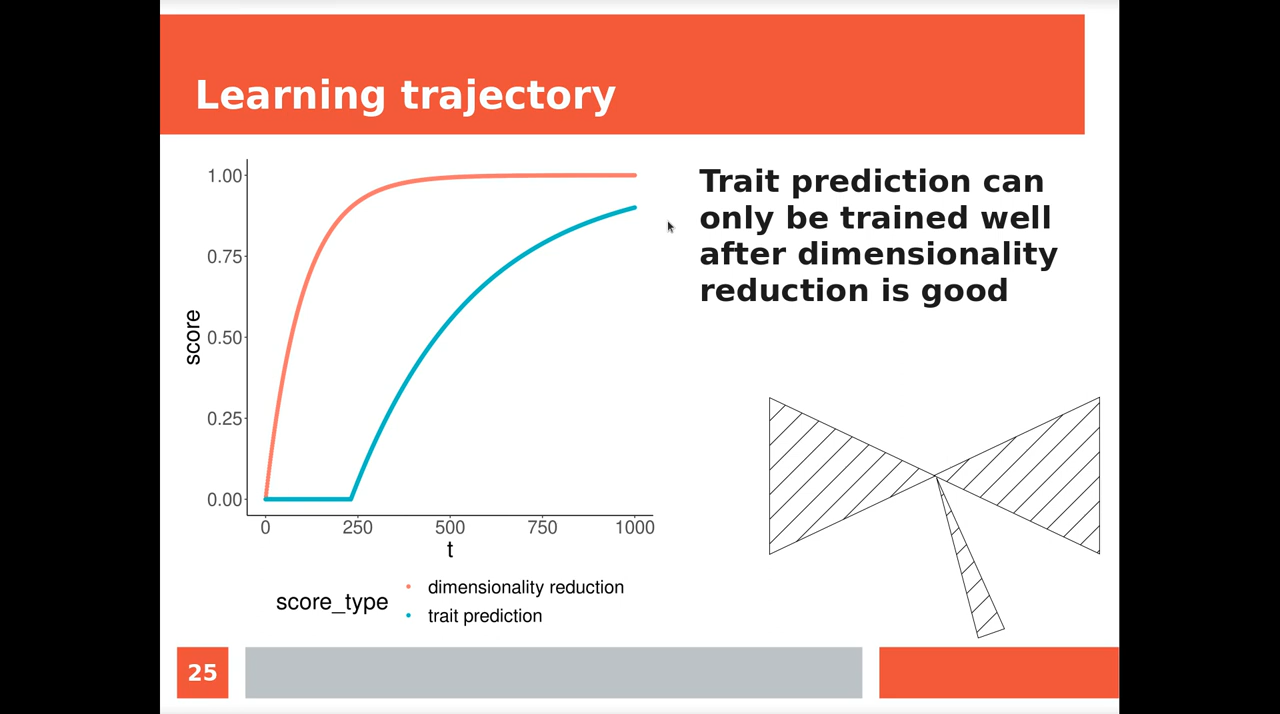 Learning trajectory
Trait prediction can
only be trained well
after dimensionality
reduction is good
score
1.00
0.75
0.50
0.25
0.00
0 250 500 750 1000
t
score_type
dimensionality reduction
trait prediction
25